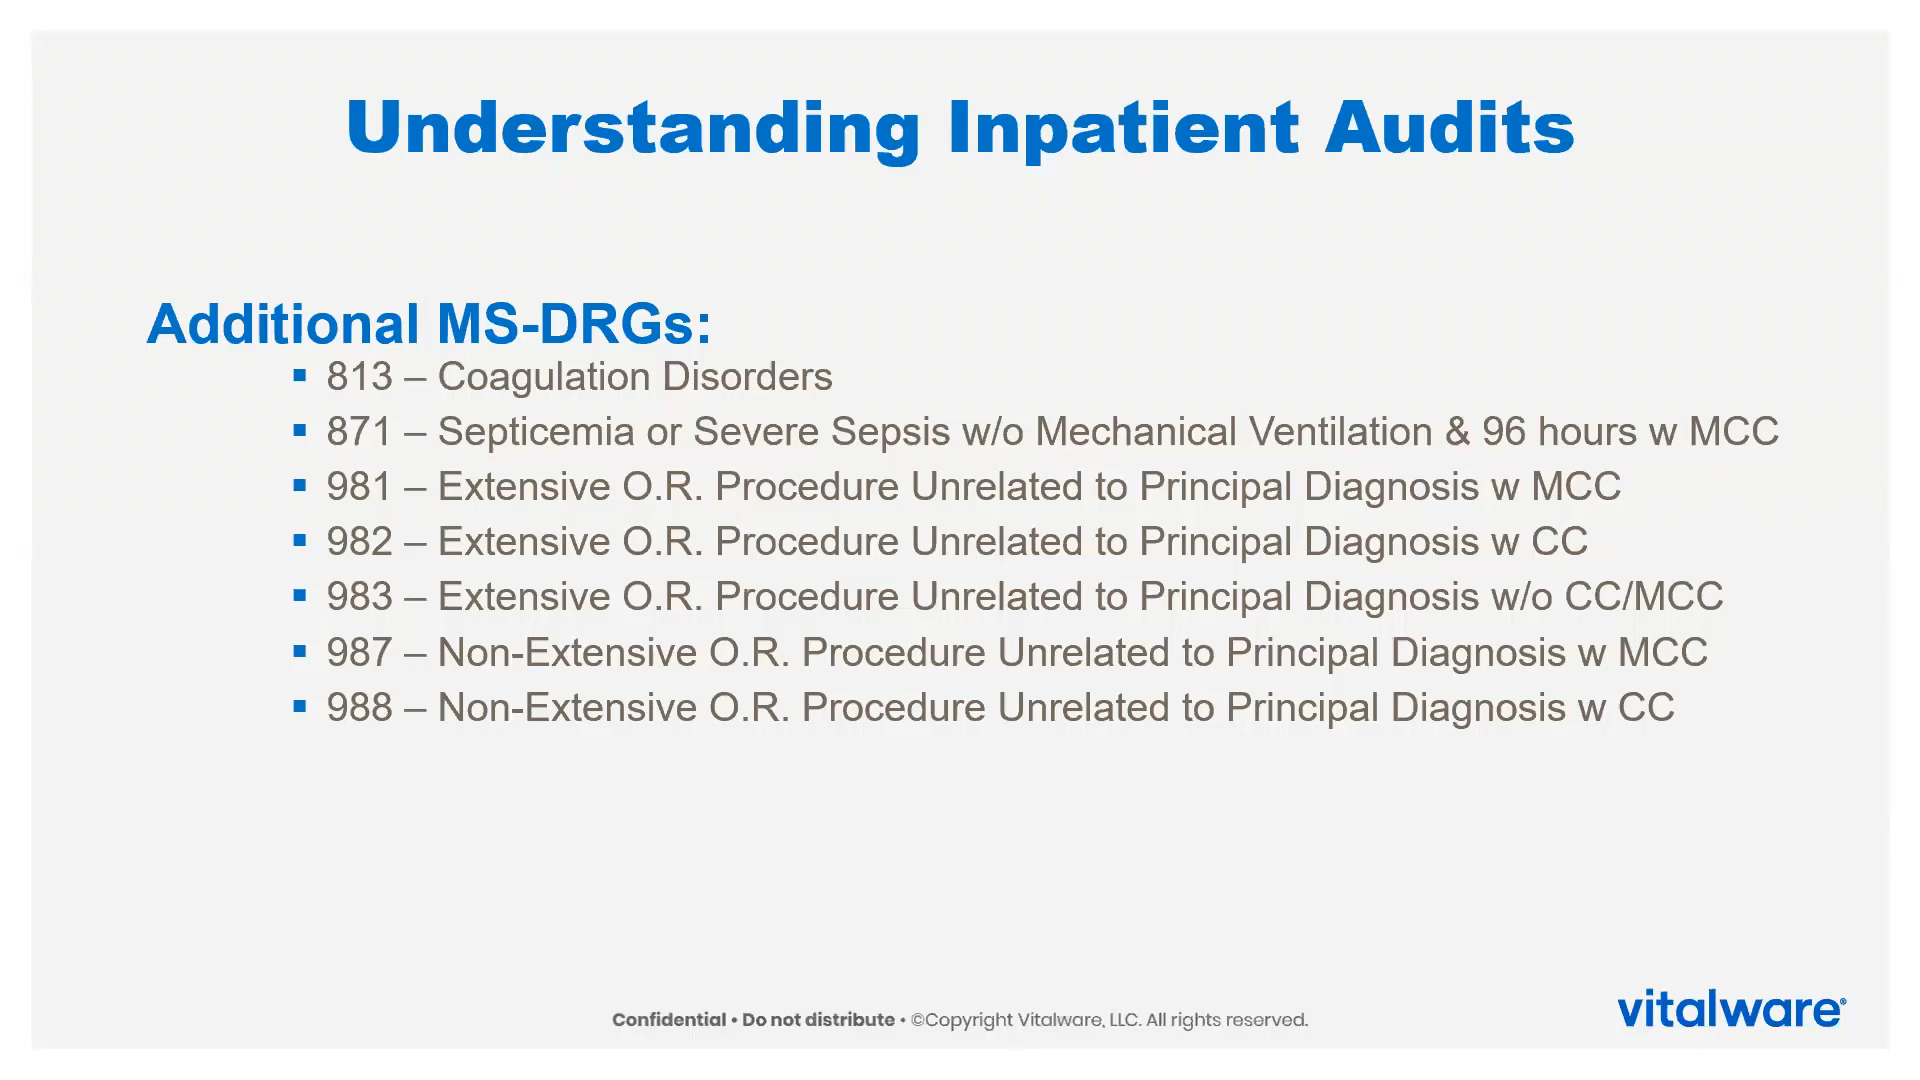 Understanding Inpatient Audits
Additional MS-DRGs:
▪ 813 – Coagulation Disorders
▪ 871 – Septicemia or Severe Sepsis w/o Mechanical Ventilation & 96 hours w MCC
▪ 981 – Extensive O.R. Procedure Unrelated to Principal Diagnosis w MCC
▪ 982 – Extensive O.R. Procedure Unrelated to Principal Diagnosis w CC
▪ 983 – Extensive O.R. Procedure Unrelated to Principal Diagnosis w/o CC/MCC
▪ 987 – Non-Extensive O.R. Procedure Unrelated to Principal Diagnosis w MCC
▪ 988 – Non-Extensive O.R. Procedure Unrelated to Principal Diagnosis w CC
Confidential • Do not distribute • ©Copyright Vitalware, LLC. All rights reserved.
vitalware®